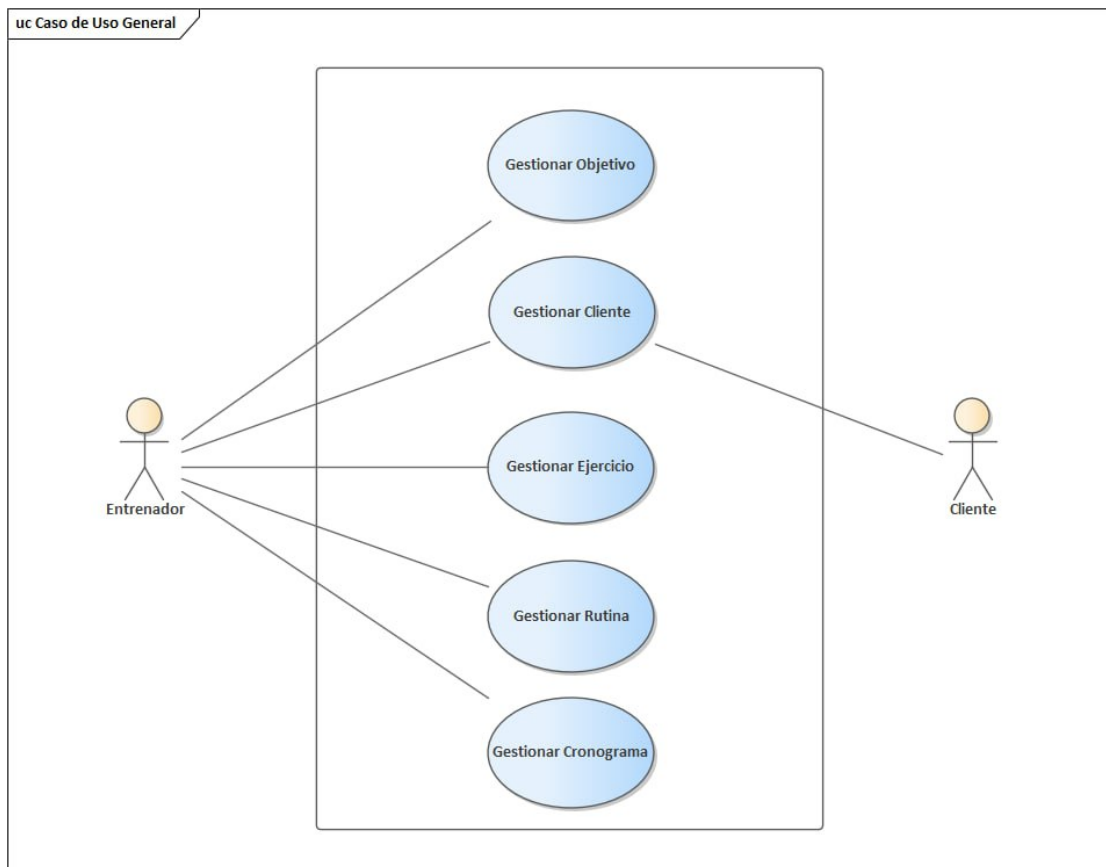 uc Caso de Uso General
Gestionar Objetivo
Gestionar Cliente
Gestionar Ejercicio
Entrenador
Cliente
Gestionar Rutina
Gestionar Cronograma